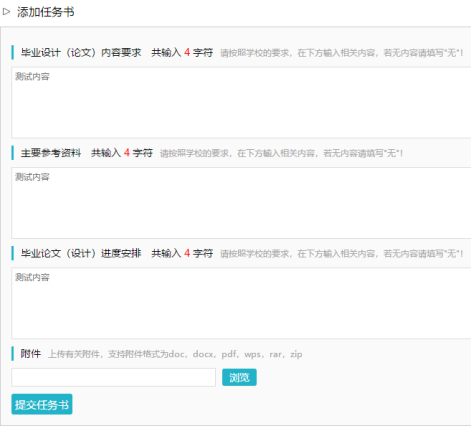 添加任务书
毕业设计（论文）内容要求 共输入 4 字符 请按照学校的要求，在下方输入相关内容，若无内容请填写"无"！
测试内容
主要参考资料 共输入 4 字符 请按照学校的要求，在下方输入相关内容，若无内容请填写"无"！
测试内容
毕业论文（设计）进度安排 共输入 4 字符 请按照学校的要求，在下方输入相关内容，若无内容请填写"无"！
测试内容
附件 上传有关附件，支持附件格式为doc，docx，pdf，wps，rar，zip
浏览
提交任务书